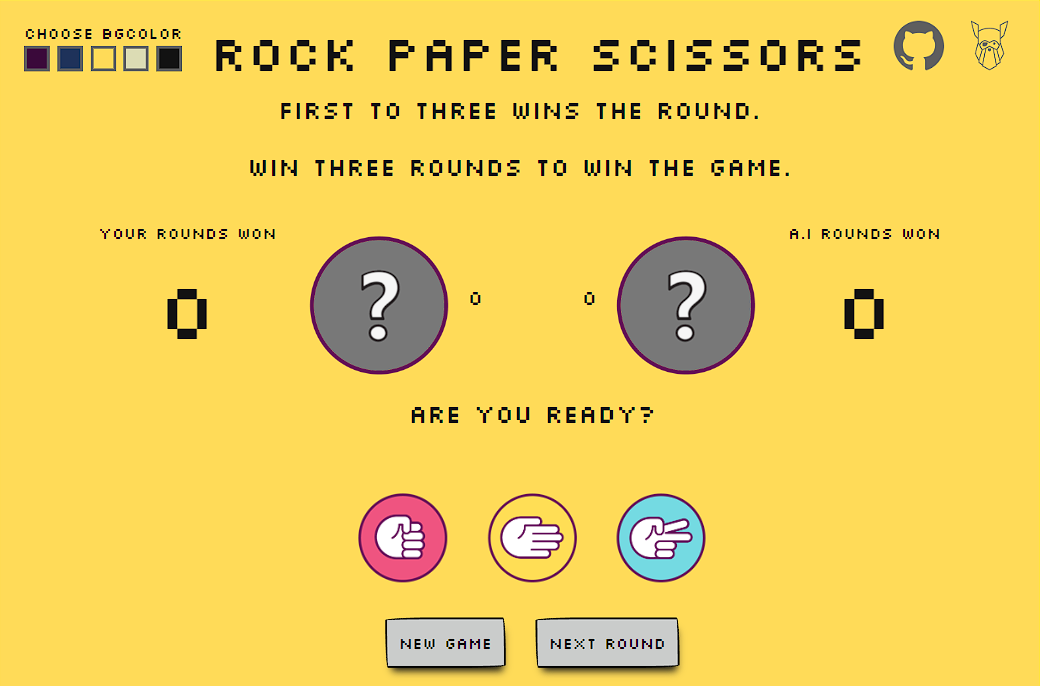 CHOOSE BGCOLOR
ROCK PAPER SCISSORS
FIRST TO THREE WINS THE ROUND.
WIN THREE ROUNDS TO WIN THE GAME.
YOUR ROUNDS WON
A.I ROUNDS WON
0
?
0
0
?
0
ARE YOU READY?
NEW GAME
NEXT ROUND